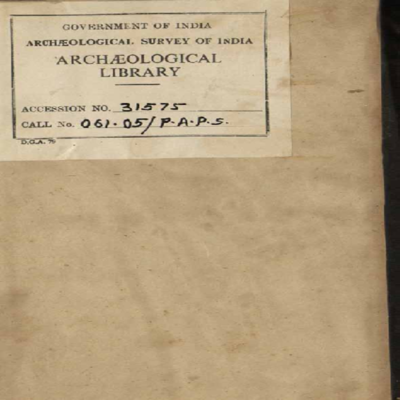 GOVERNMENT OF INDIA
ARCHÆOLOGICAL SURVEY OF INDIA
ARCHÆOLOGICAL
LIBRARY
ACCESSION NO. 31575
CALL No. 061.05/P.A.P.S.
D.G.A. 79